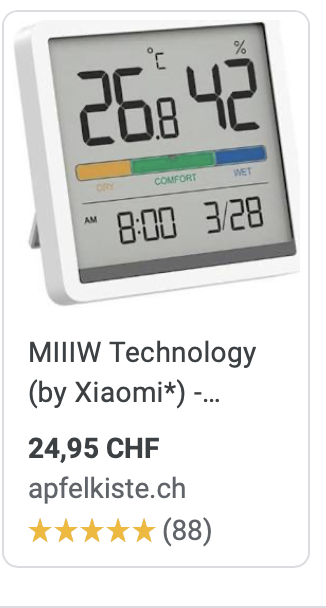 °C
%
26.8 42
DRY
COMFORT
WET
AM 8:00 3/28
MIIIW Technology
(by Xiaomi*) -...
24,95 CHF
apfelkiste.ch
★★★★★ (88)